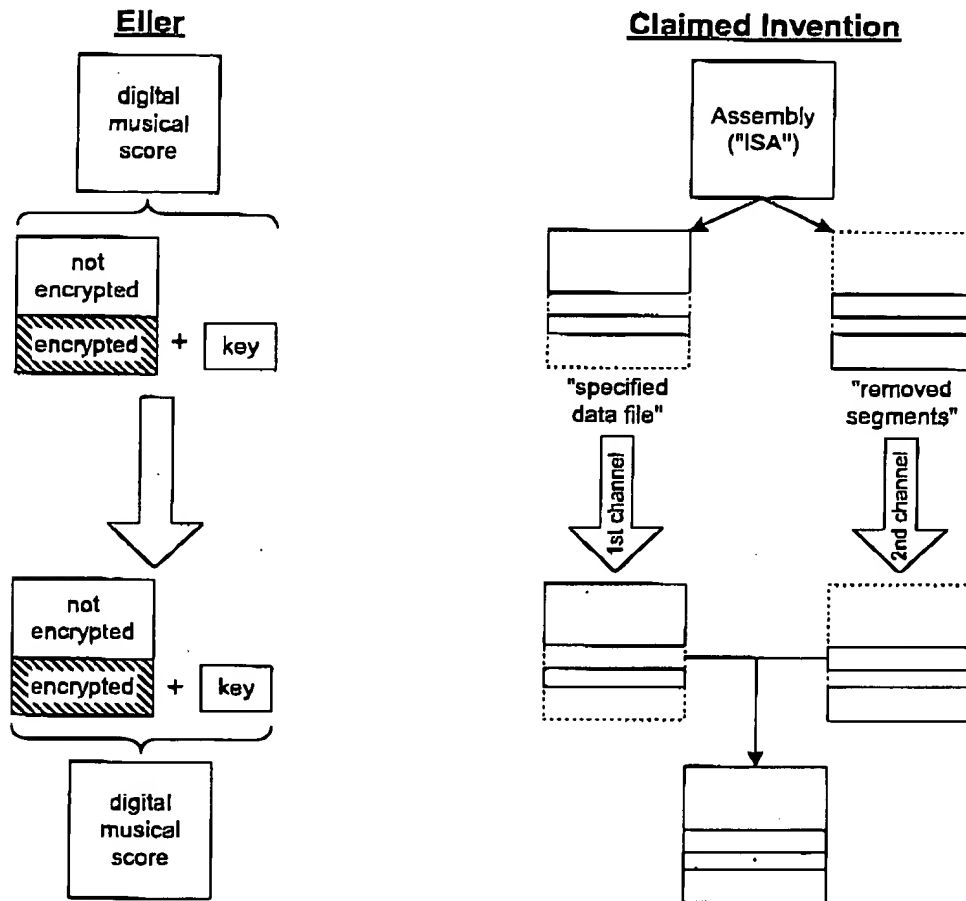 Eller
digital
musical
score
not
encrypted
encrypted + key
not
encrypted
encrypted + key
digital
musical
score
Claimed Invention
Assembly
("ISA")
"specified
data file"
"removed
segments"
1st channel
2nd channel